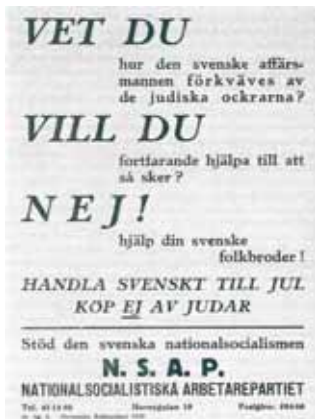 VET DU
hur den svenske affärs-
mannen förkväves av
de judiska ockrarna?
VILL DU
fortfarande hjälpa till att
så sker?
NEJ!
hjälp din svenske
folkbroder!
HANDLA SVENSKT TILL JUL
KÖP EJ AV JUDAR
Stöd den svenska nationalsocialismen
N. S. A. P.
NATIONALSOCIALISTISKA ARBETAREPARTIET
Tel.
Postgiro: